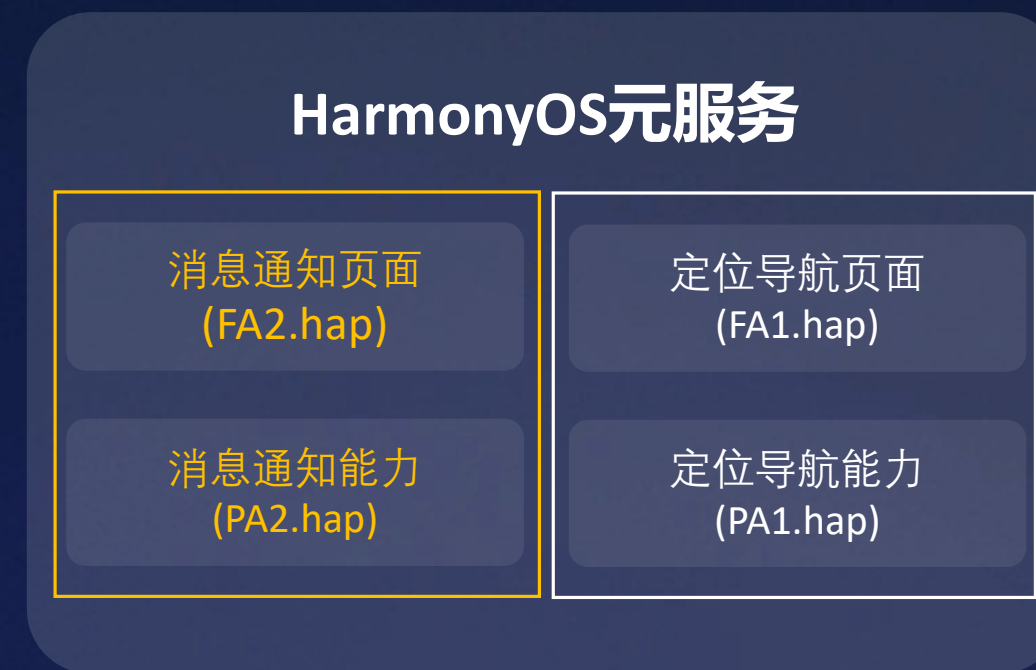 HarmonyOS元服务
消息通知页面
(FA2.hap)
消息通知能力
(PA2.hap)
定位导航页面
(FA1.hap)
定位导航能力
(PA1.hap)